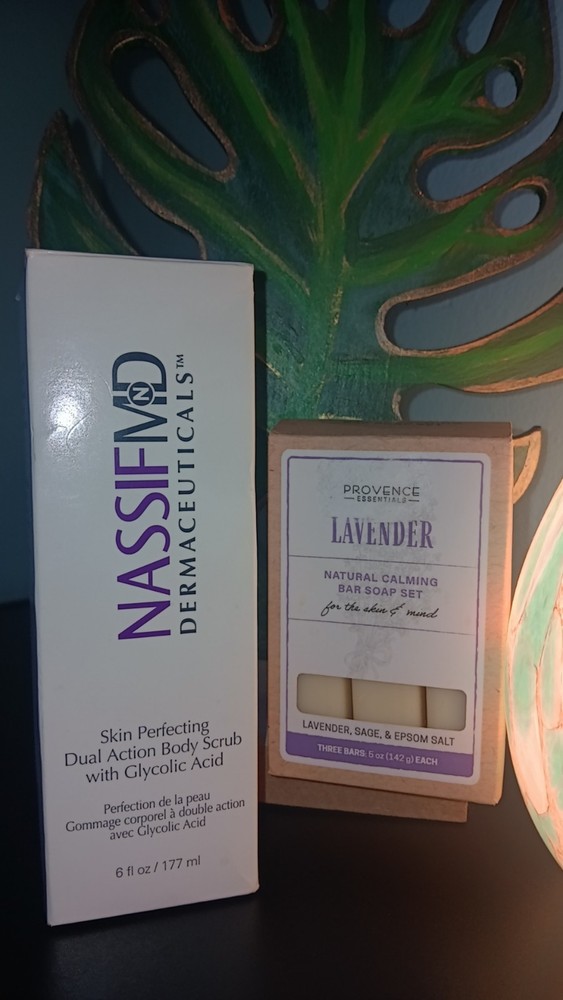 NASSIFMD
DERMACEUTICALS™
Skin Perfecting
Dual Action Body Scrub
with Glycolic Acid
Perfection de la peau
Gommage corporel à double action
avec Glycolic Acid
6 fl oz / 177 ml
PROVENCE
ESSENTIALS
LAVENDER
NATURAL CALMING
BAR SOAP SET
for the skin & mind
LAVENDER, SAGE, & EPSOM SALT
THREE BARS: 5 oz (142 g) EACH